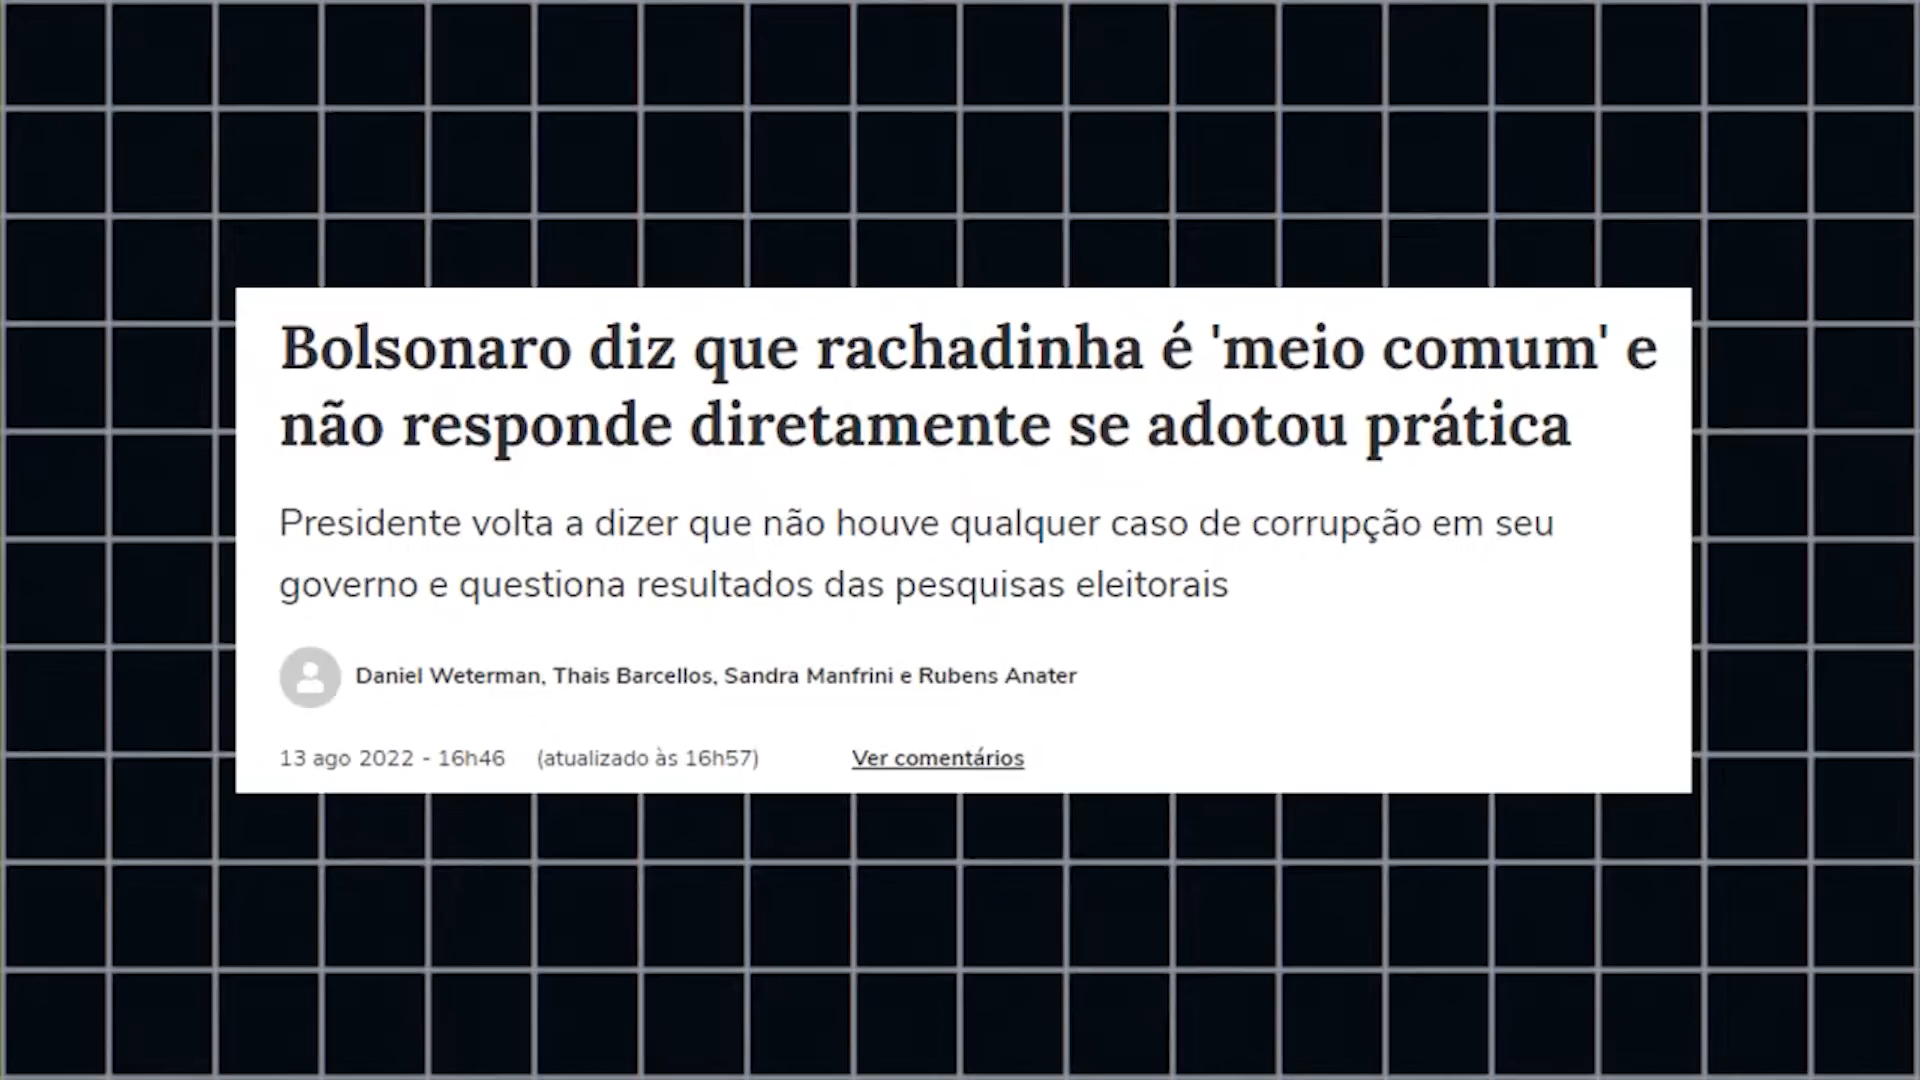 Bolsonaro diz que rachadinha é 'meio comum' e
não responde diretamente se adotou prática
Presidente volta a dizer que não houve qualquer caso de corrupção em seu
governo e questiona resultados das pesquisas eleitorais
Daniel Weterman, Thais Barcellos, Sandra Manfrini e Rubens Anater
13 ago 2022 - 16h46 (atualizado às 16h57) Ver comentários